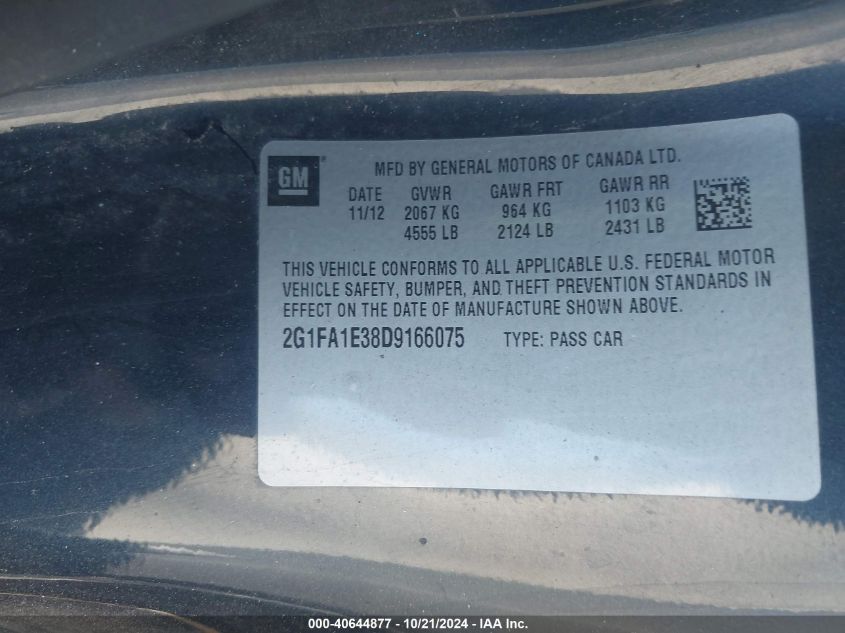 GM®
MFD BY GENERAL MOTORS OF CANADA LTD.
DATE GVWR GAWR FRT GAWR RR
11/12 2067 KG 964 KG 1103 KG
4555 LB 2124 LB 2431 LB
THIS VEHICLE CONFORMS TO ALL APPLICABLE U.S. FEDERAL MOTOR
VEHICLE SAFETY, BUMPER, AND THEFT PREVENTION STANDARDS IN
EFFECT ON THE DATE OF MANUFACTURE SHOWN ABOVE.
2G1FA1E38D9166075 TYPE: PASS CAR
000-40644877 - 10/21/2024 - IAA Inc.